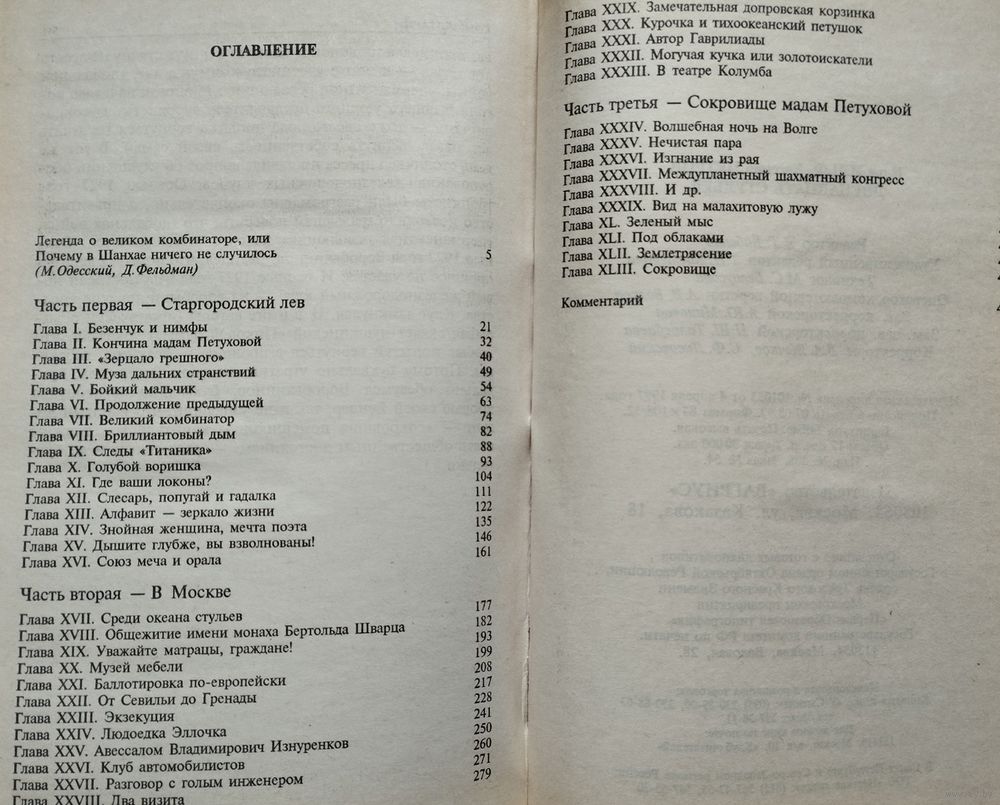 ОГЛАВЛЕНИЕ
Легенда о великом комбинаторе, или
Почему в Шанхае ничего не случилось 5
(М.Одесский, Д.Фельдман)
Часть первая — Старгородский лев
Глава I. Безенчук и нимфы 21
Глава II. Кончина мадам Петуховой 32
Глава III. «Зерцало грешного» 40
Глава IV. Муза дальних странствий 49
Глава V. Бойкий мальчик 54
Глава VI. Продолжение предыдущей 63
Глава VII. Великий комбинатор 74
Глава VIII. Бриллиантовый дым 82
Глава IX. Следы «Титаника» 88
Глава X. Голубой воришка 93
Глава XI. Где ваши локоны? 104
Глава XII. Слесарь, попугай и гадалка 111
Глава XIII. Алфавит — зеркало жизни 122
Глава XIV. Знойная женщина, мечта поэта 135
Глава XV. Дышите глубже, вы взволнованы! 146
Глава XVI. Союз меча и орала 161
Часть вторая — В Москве
Глава XVII. Среди океана стульев 177
Глава XVIII. Общежитие имени монаха Бертольда Шварца 182
Глава XIX. Уважайте матрацы, граждане! 193
Глава XX. Музей мебели 199
Глава XXI. Баллотировка по-европейски 208
Глава XXII. От Севильи до Гренады 217
Глава XXIII. Экзекуция 228
Глава XXIV. Людоедка Эллочка 241
Глава XXV. Авессалом Владимирович Изнуренков 250
Глава XXVI. Клуб автомобилистов 260
Глава XXVII. Разговор с голым инженером 271
Глава XXVIII. Два визита 279
Глава XXIX. Замечательная допровская корзинка
Глава XXX. Курочка и тихоокеанский петушок
Глава XXXI. Автор Гаврилиады
Глава XXXII. Могучая кучка или золотоискатели
Глава XXXIII. В театре Колумба
Часть третья — Сокровище мадам Петуховой
Глава XXXIV. Волшебная ночь на Волге
Глава XXXV. Нечистая пара
Глава XXXVI. Изгнание из рая
Глава XXXVII. Междупланетный шахматный конгресс
Глава XXXVIII. И др.
Глава XXXIX. Вид на малахитовую лужу
Глава XL. Зеленый мыс
Глава XLI. Под облаками
Глава XLII. Землетрясение
Глава XLIII. Сокровище
Комментарий